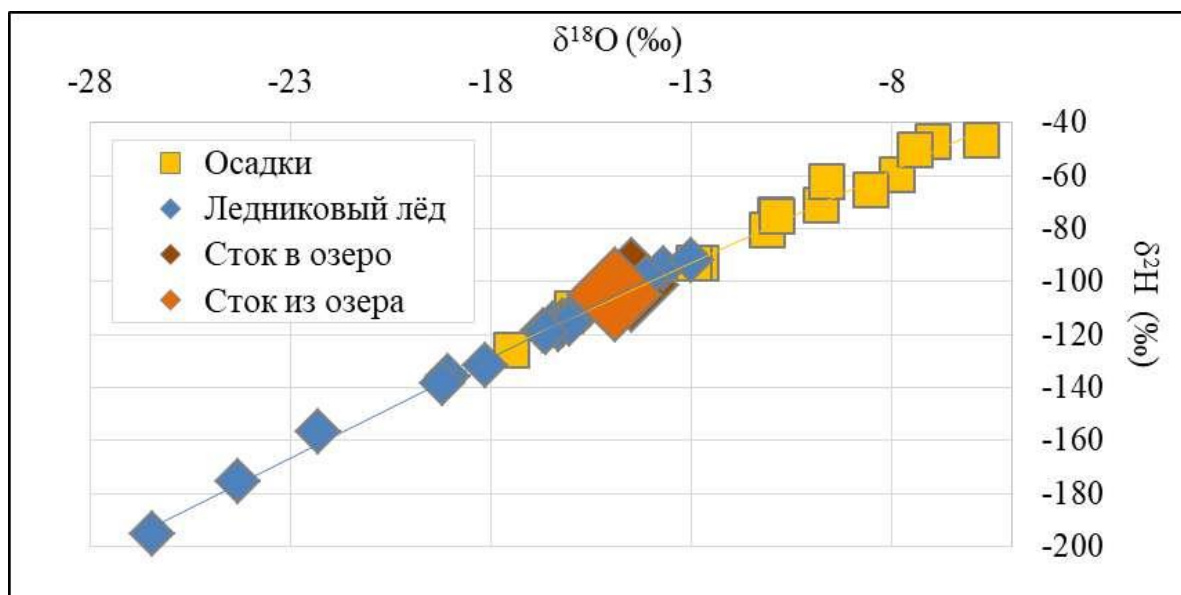 δ¹⁸O (‰)
-28 -23 -18 -13 -8
-40
-60
-80
-100
-120
-140
-160
-180
-200
δ²H (‰)
Осадки
Ледниковый лёд
Сток в озеро
Сток из озера